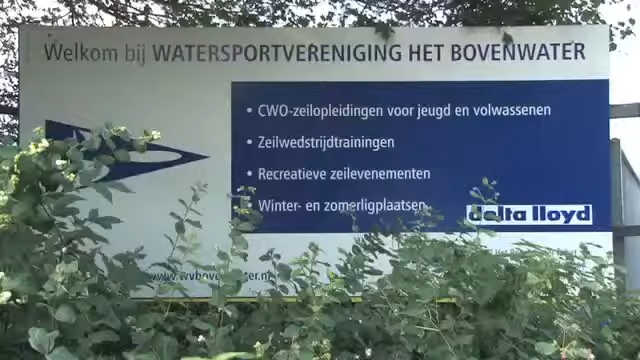 Welkom bij WATERSPORTVERENIGING HET BOVENWATER
• CWO-zeilopleidingen voor jeugd en volwassenen
• Zeilwedstrijdtrainingen
• Recreatieve zeilevenementen
Winter- en zomerligplaatsen
delta lloyd